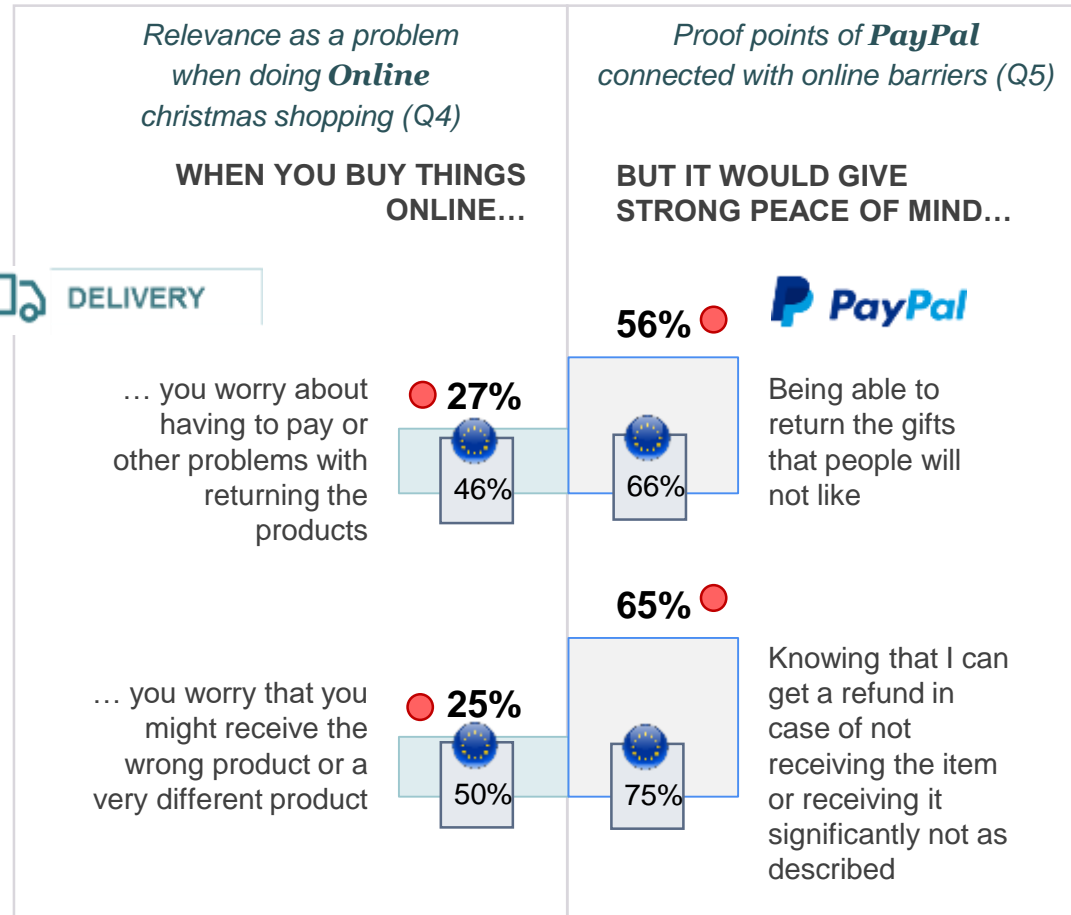 Relevance as a problem
when doing Online
christmas shopping (Q4)
Proof points of PayPal
connected with online barriers (Q5)
WHEN YOU BUY THINGS
ONLINE…
BUT IT WOULD GIVE
STRONG PEACE OF MIND…
DELIVERY
PayPal
… you worry about
having to pay or
other problems with
returning the
products
27%
46%
56%
66%
Being able to
return the gifts
that people will
not like
… you worry that you
might receive the
wrong product or a
very different product
25%
50%
65%
75%
Knowing that I can
get a refund in
case of not
receiving the item
or receiving it
significantly not as
described